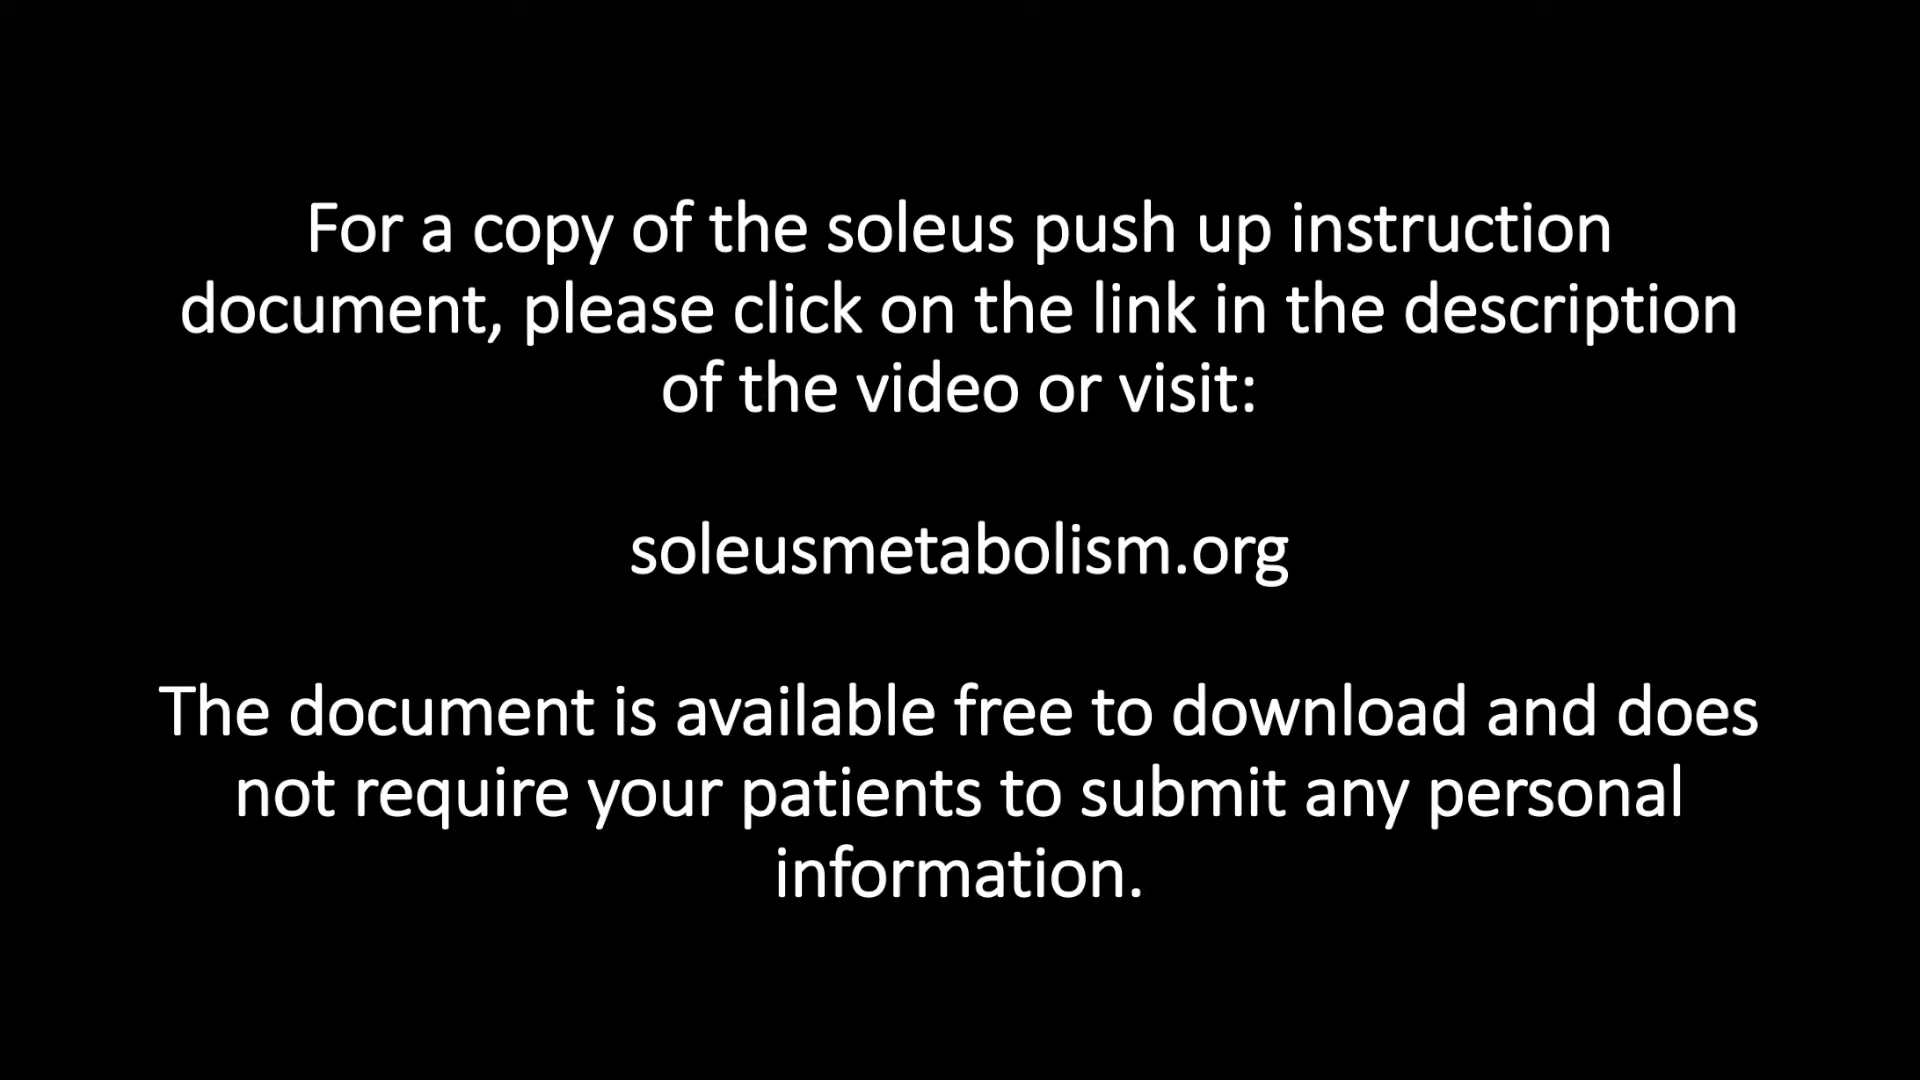 For a copy of the soleus push up instruction
document, please click on the link in the description
of the video or visit:
soleusmetabolism.org
The document is available free to download and does
not require your patients to submit any personal
information.